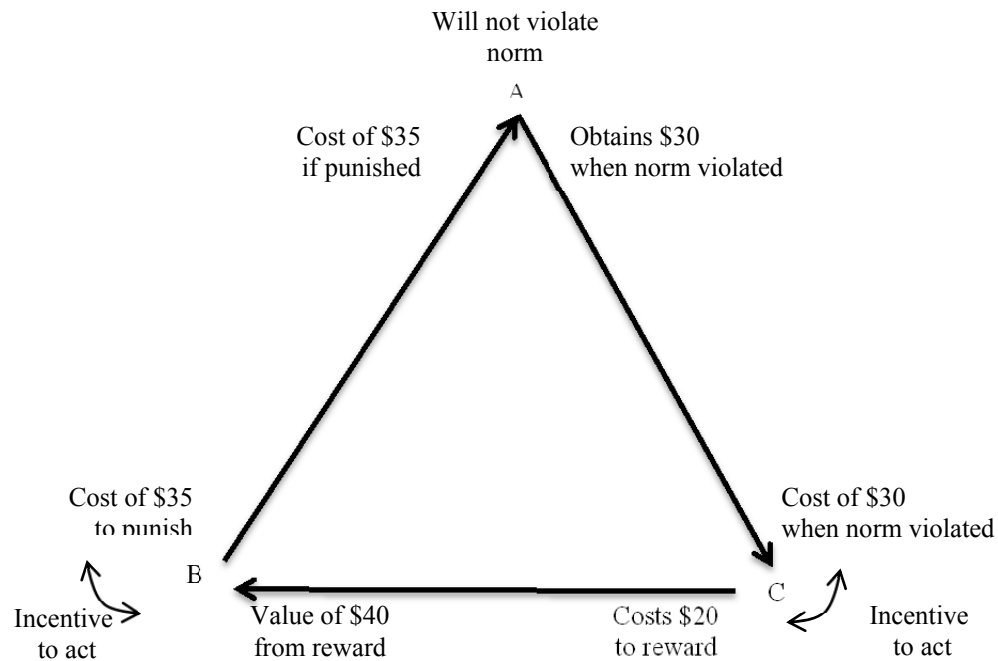 Will not violate
norm
A
Cost of $35
if punished
Obtains $30
when norm violated
Cost of $35
to punish
Cost of $30
when norm violated
B
C
Incentive
to act
Value of $40
from reward
Costs $20
to reward
Incentive
to act